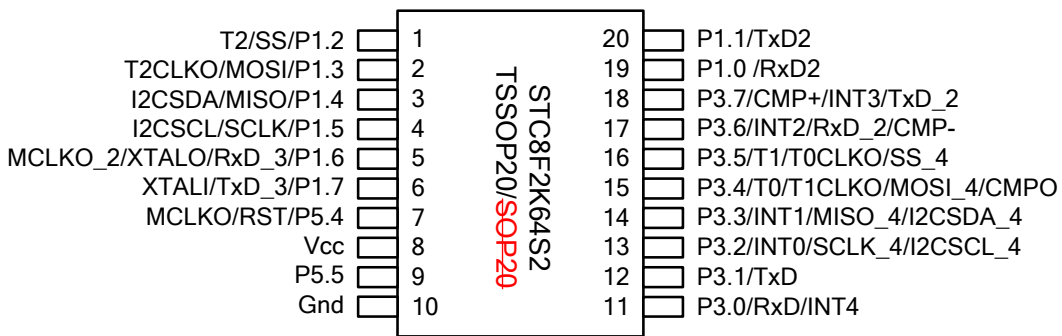 T2/SS/P1.2 1 20 P1.1/TxD2
T2CLKO/MOSI/P1.3 2 19 P1.0 /RxD2
I2CSDA/MISO/P1.4 3 18 P3.7/CMP+/INT3/TxD_2
I2CSCL/SCLK/P1.5 4 17 P3.6/INT2/RxD_2/CMP-
MCLKO_2/XTALO/RxD_3/P1.6 5 16 P3.5/T1/T0CLKO/SS_4
XTALI/TxD_3/P1.7 6 15 P3.4/T0/T1CLKO/MOSI_4/CMPO
MCLKO/RST/P5.4 7 14 P3.3/INT1/MISO_4/I2CSDA_4
Vcc 8 13 P3.2/INT0/SCLK_4/I2CSCL_4
P5.5 9 12 P3.1/TxD
Gnd 10 11 P3.0/RxD/INT4
STC8F2K64S2
TSSOP20/SOP20